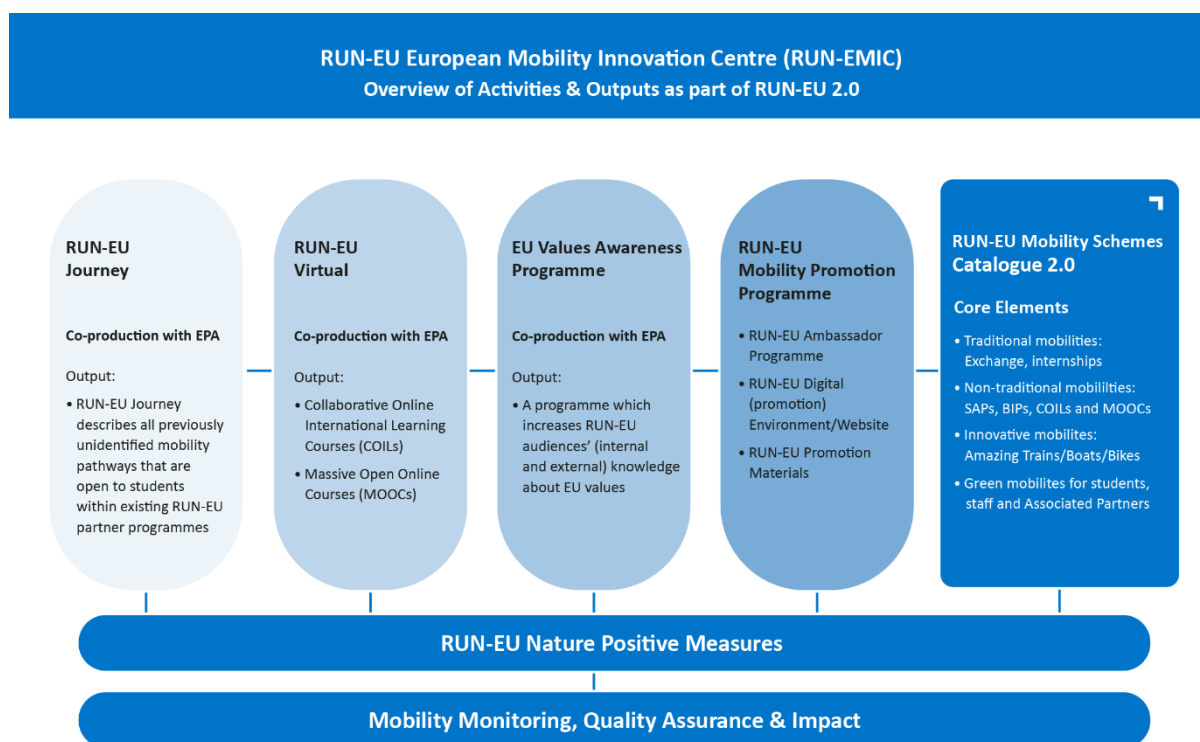 RUN-EU European Mobility Innovation Centre (RUN-EMIC)
Overview of Activities & Outputs as part of RUN-EU 2.0
RUN-EU
Journey
Co-production with EPA
Output:
• RUN-EU Journey
describes all previously
unidentified mobility
pathways that are
open to students
within existing RUN-EU
partner programmes
RUN-EU
Virtual
Co-production with EPA
Output:
• Collaborative Online
International Learning
Courses (COILs)
• Massive Open Online
Courses (MOOCs)
EU Values Awareness
Programme
Co-production with EPA
Output:
• A programme which
increases RUN-EU
audiences’ (internal
and external) knowledge
about EU values
RUN-EU
Mobility Promotion
Programme
• RUN-EU Ambassador
Programme
• RUN-EU Digital
(promotion)
Environment/Website
• RUN-EU Promotion
Materials
RUN-EU Mobility Schemes
Catalogue 2.0
Core Elements
• Traditional mobilities:
Exchange, internships
• Non-traditional mobililties:
SAPs, BIPs, COILs and MOOCs
• Innovative mobilites:
Amazing Trains/Boats/Bikes
• Green mobilites for students,
staff and Associated Partners
RUN-EU Nature Positive Measures
Mobility Monitoring, Quality Assurance & Impact